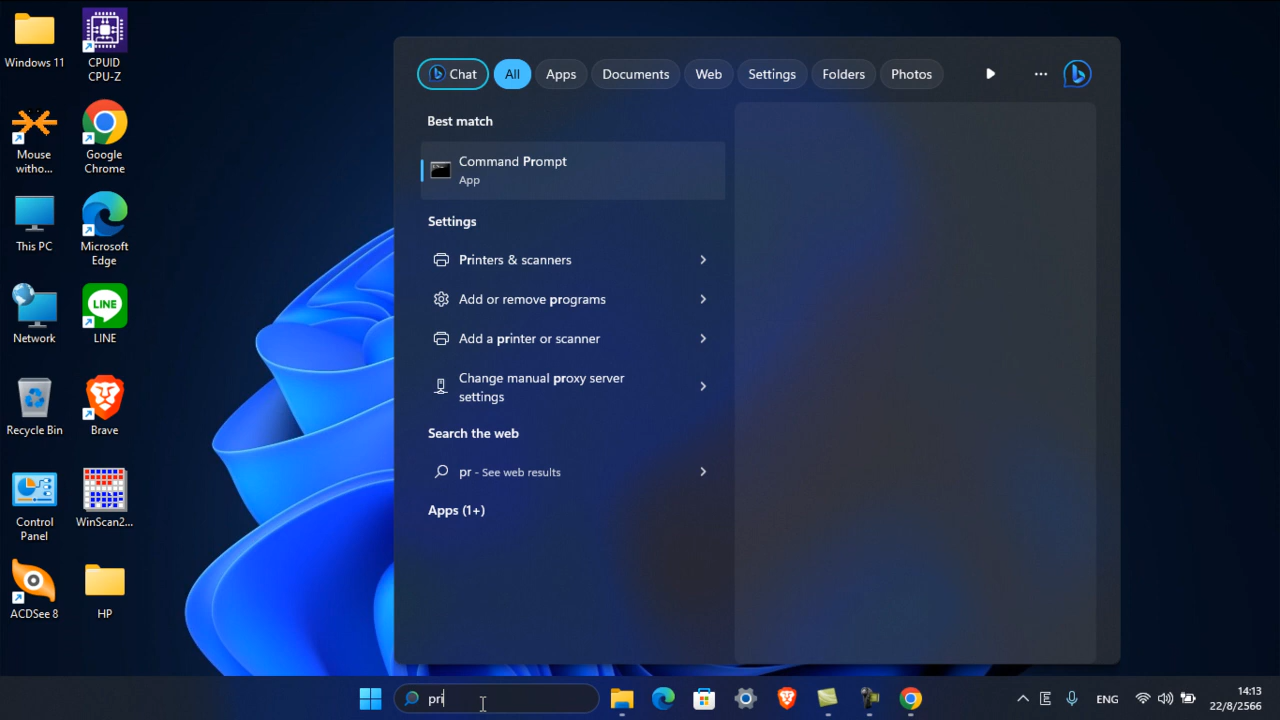 Windows 11
CPUID
CPU-Z
Mouse
witho...
Google
Chrome
This PC
Microsoft
Edge
Network
LINE
LINE
Recycle Bin
Brave
Control
Panel
WinScan2...
ACDSee 8
HP
Chat
All
Apps
Documents
Web
Settings
Folders
Photos
Best match
Command Prompt
App
Settings
Printers & scanners
Add or remove programs
Add a printer or scanner
Change manual proxy server
settings
Search the web
pr - See web results
Apps (1+)
pri
ENG
14:13
22/8/2566